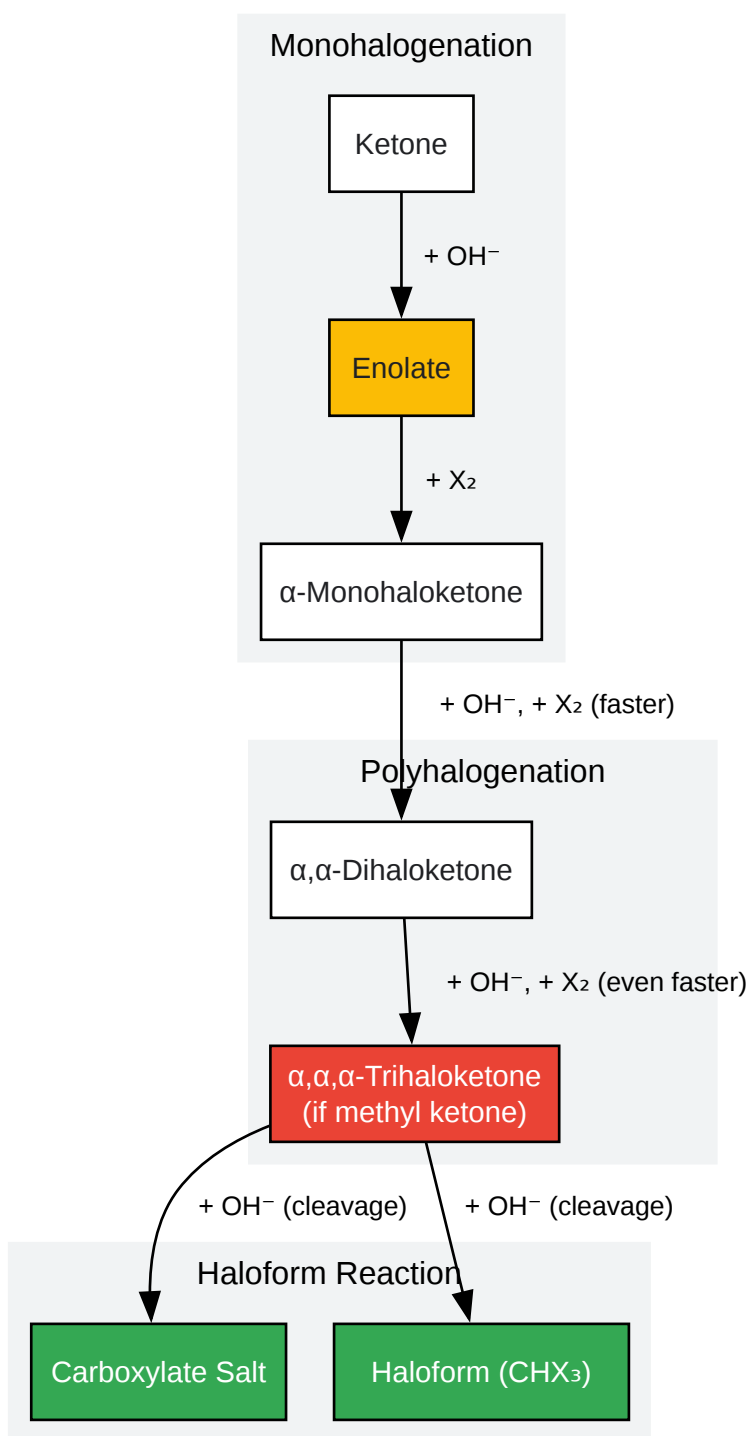 Monohalogenation
Ketone
+ OH⁻
Enolate
+ X₂
α-Monohaloketone
+ OH⁻, + X₂ (faster)
Polyhalogenation
α,α-Dihaloketone
+ OH⁻, + X₂ (even faster)
α,α,α-Trihaloketone
(if methyl ketone)
+ OH⁻ (cleavage)
+ OH⁻ (cleavage)
Haloform Reaction
Carboxylate Salt
Haloform (CHX₃)